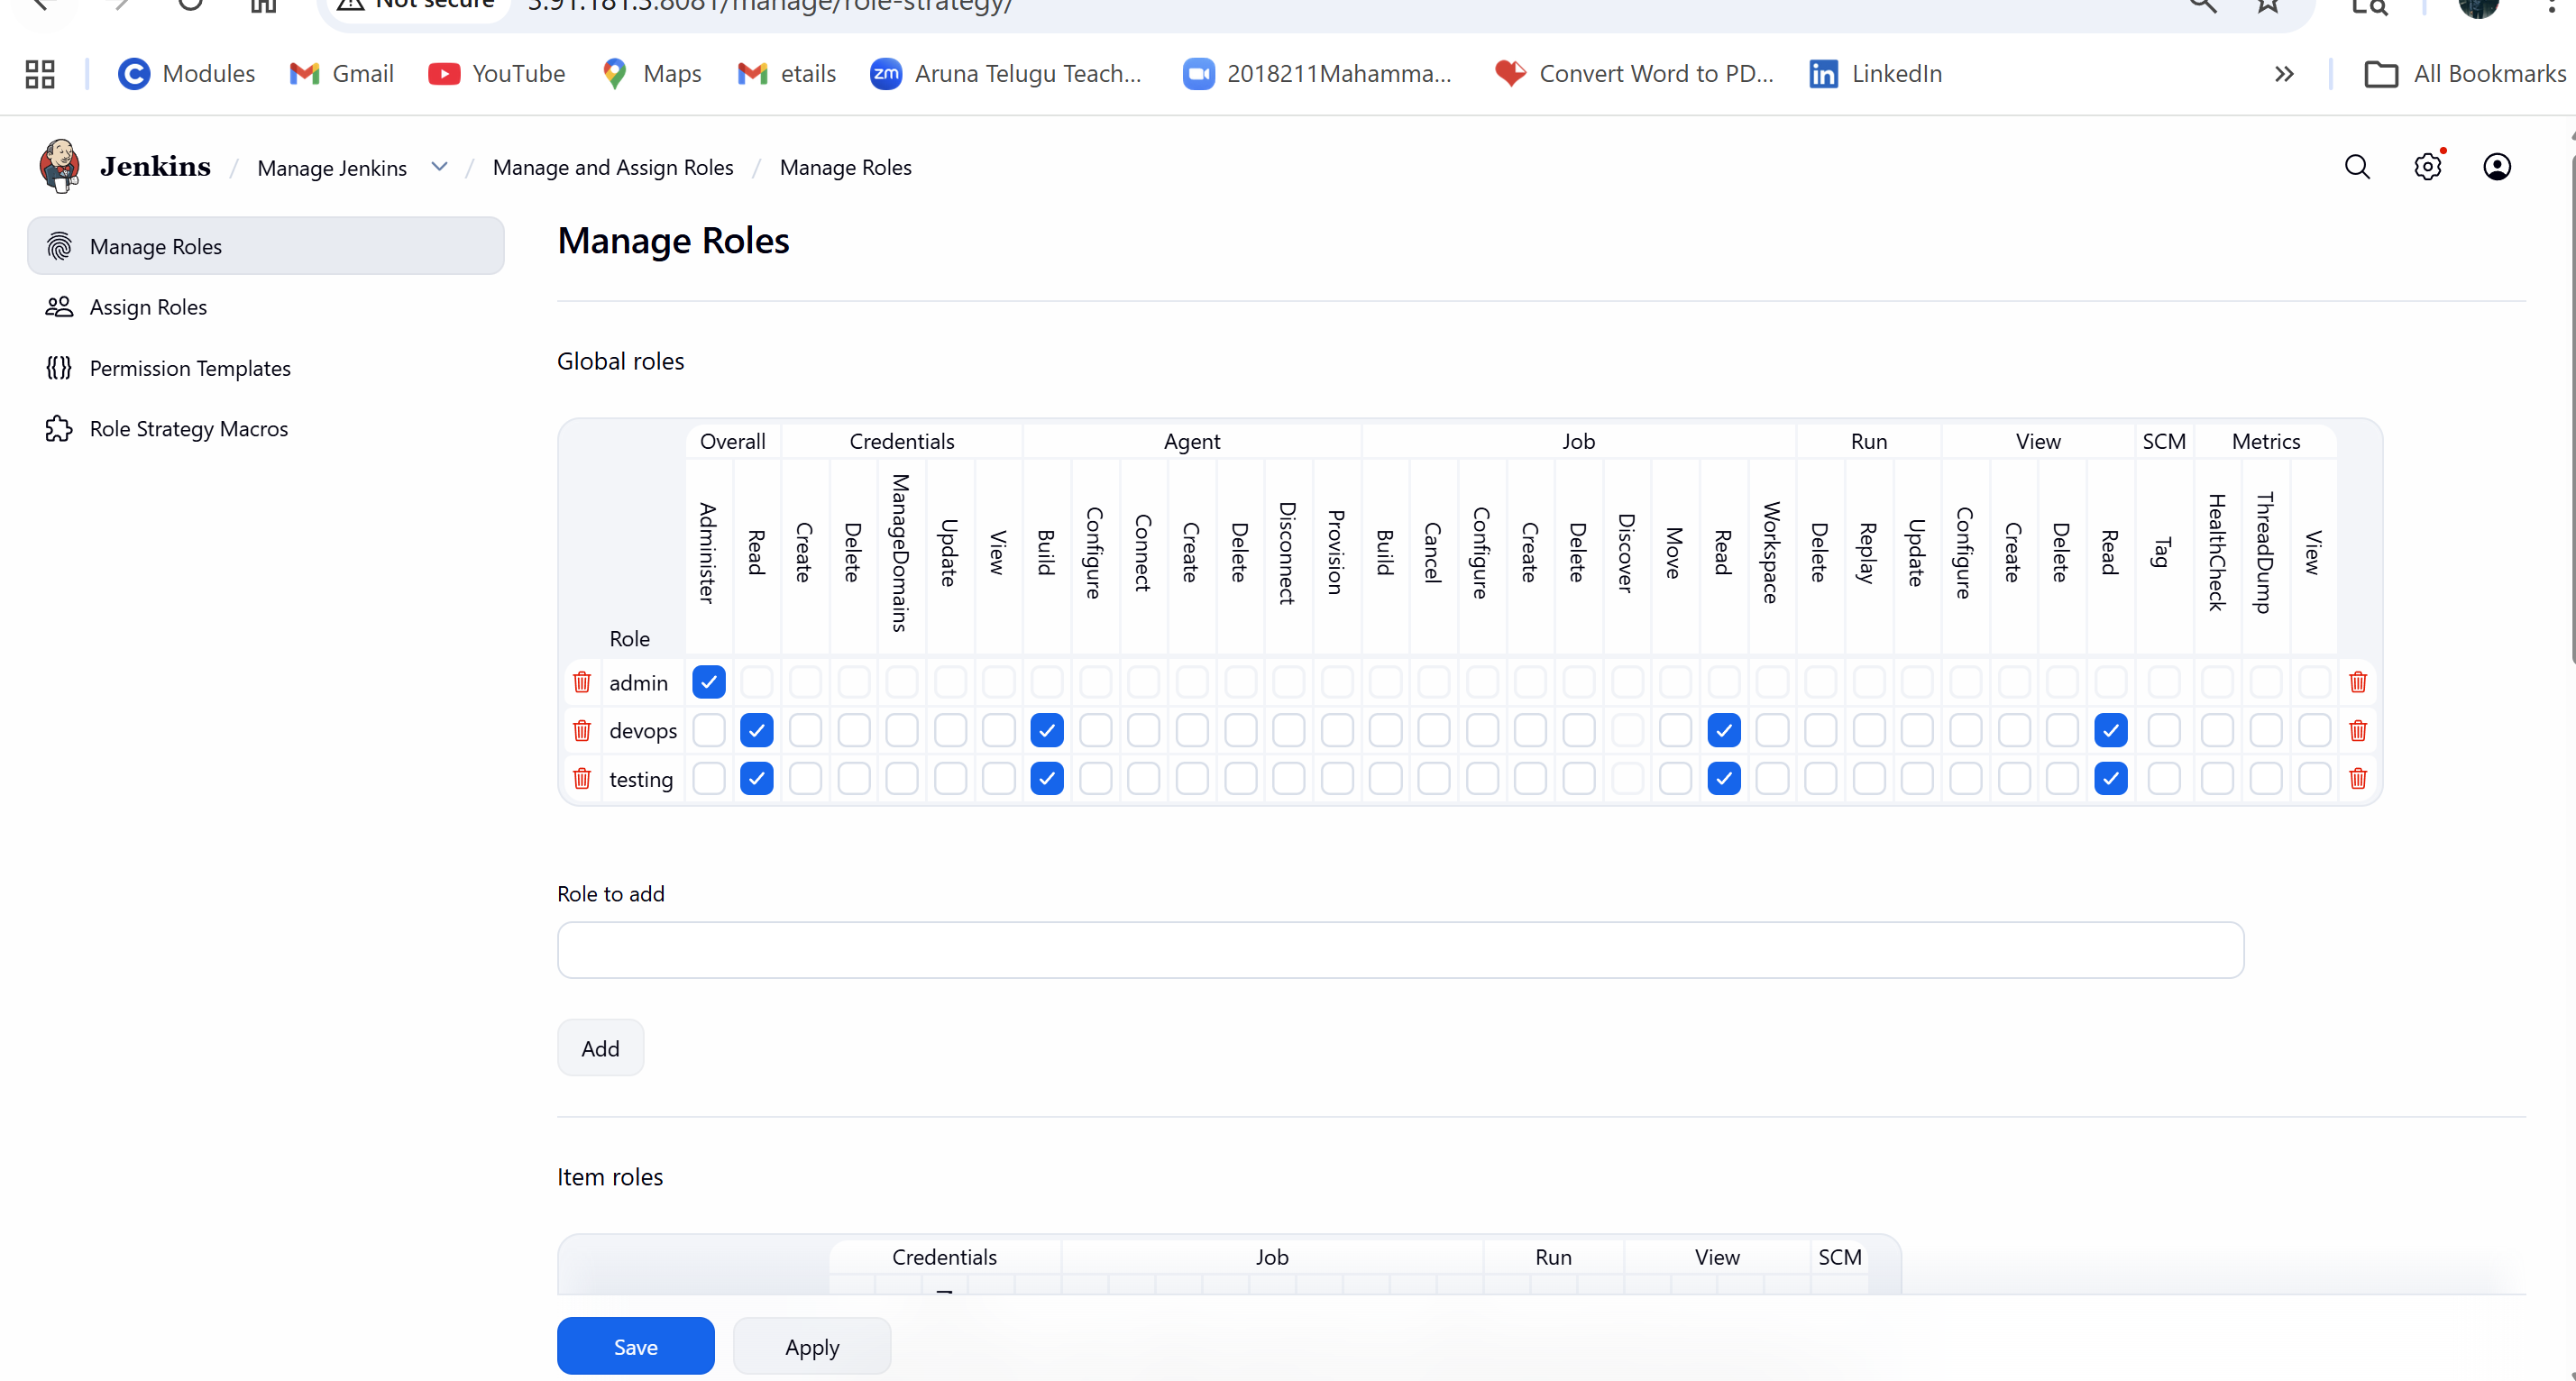 Not secure 3.91.181.3:8081/manage/role-strategy/
Modules Gmail YouTube Maps etails Aruna Telugu Teach... 2018211Mahamma... Convert Word to PD... LinkedIn All Bookmarks
Jenkins / Manage Jenkins / Manage and Assign Roles / Manage Roles
Manage Roles
Assign Roles
Permission Templates
Role Strategy Macros
Manage Roles
Global roles
Overall Credentials Agent Job Run View SCM Metrics
Role Administer Read Create Delete ManageDomains Update View Build Configure Connect Create Delete Disconnect Provision Build Cancel Configure Create Delete Discover Move Read Workspace Delete Replay Update Configure Create Delete Read Tag HealthCheck ThreadDump View
admin
devops
testing
Role to add
Add
Item roles
Credentials Job Run View SCM
Save Apply